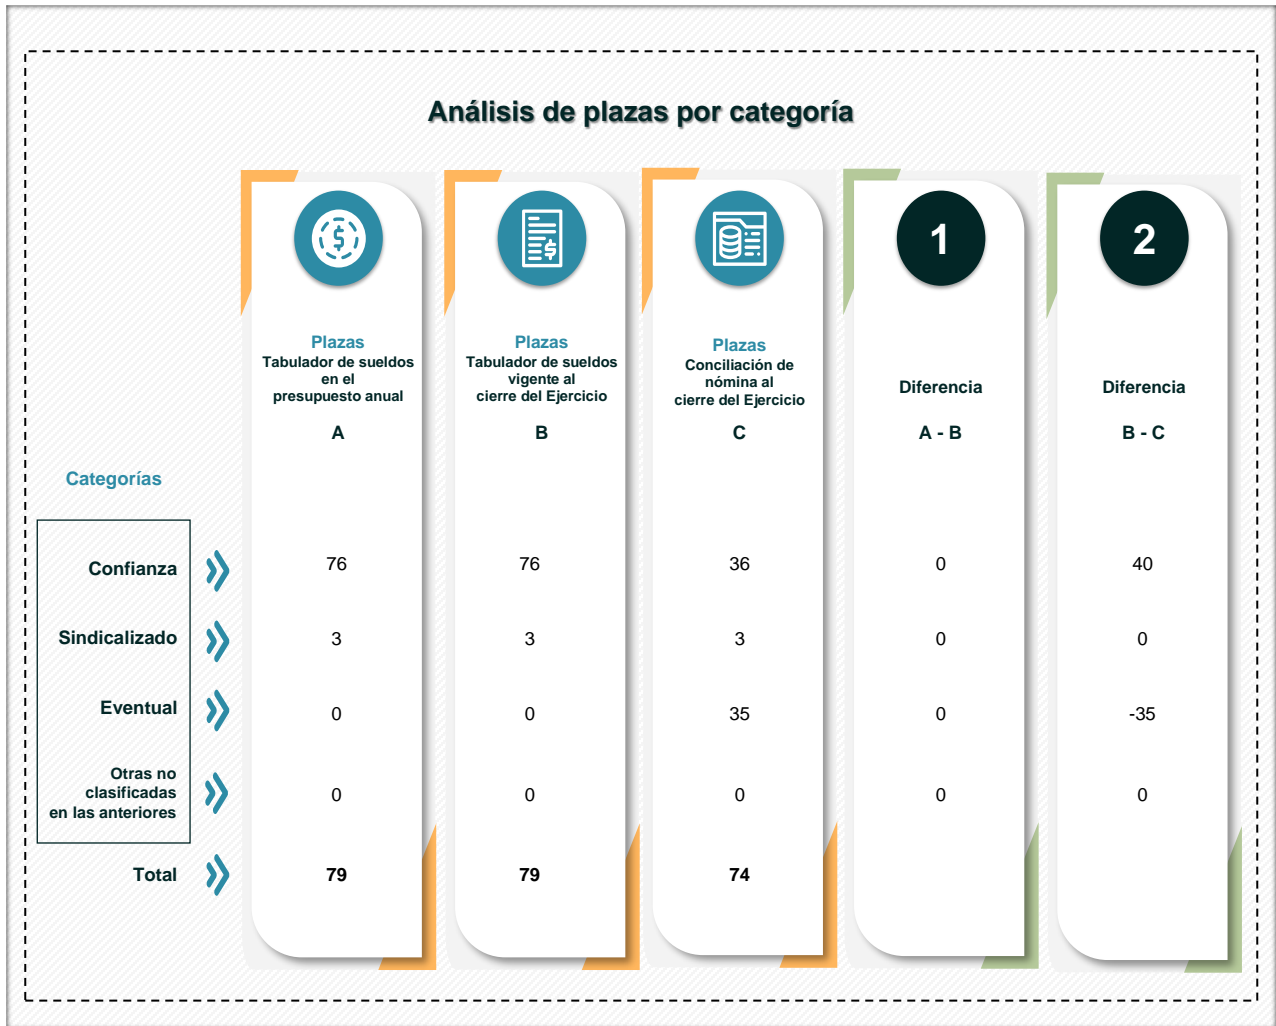 Análisis de plazas por categoría
1
2
Plazas
Tabulador de sueldos
en el
presupuesto anual
A
Plazas
Tabulador de sueldos
vigente al
cierre del Ejercicio
B
Plazas
Conciliación de
nómina al
cierre del Ejercicio
C
Diferencia
A - B
Diferencia
B - C
Categorías
Confianza 76 76 36 0 40
Sindicalizado 3 3 3 0 0
Eventual 0 0 35 0 -35
Otras no
clasificadas
en las anteriores 0 0 0 0 0
Total 79 79 74